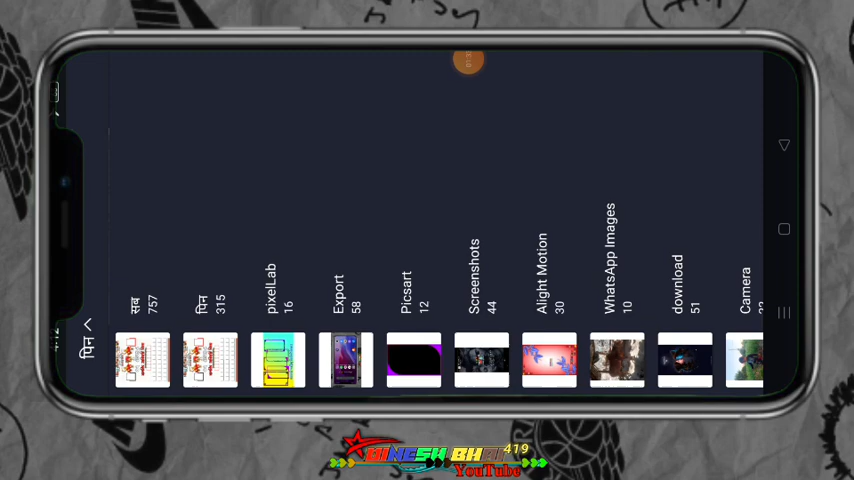 पिन
सब
757
पिन
315
pixelLab
16
Export
58
Picsart
12
Screenshots
44
Alight Motion
30
WhatsApp Images
10
download
51
Camera
DINESH BHAI 419
YouTube